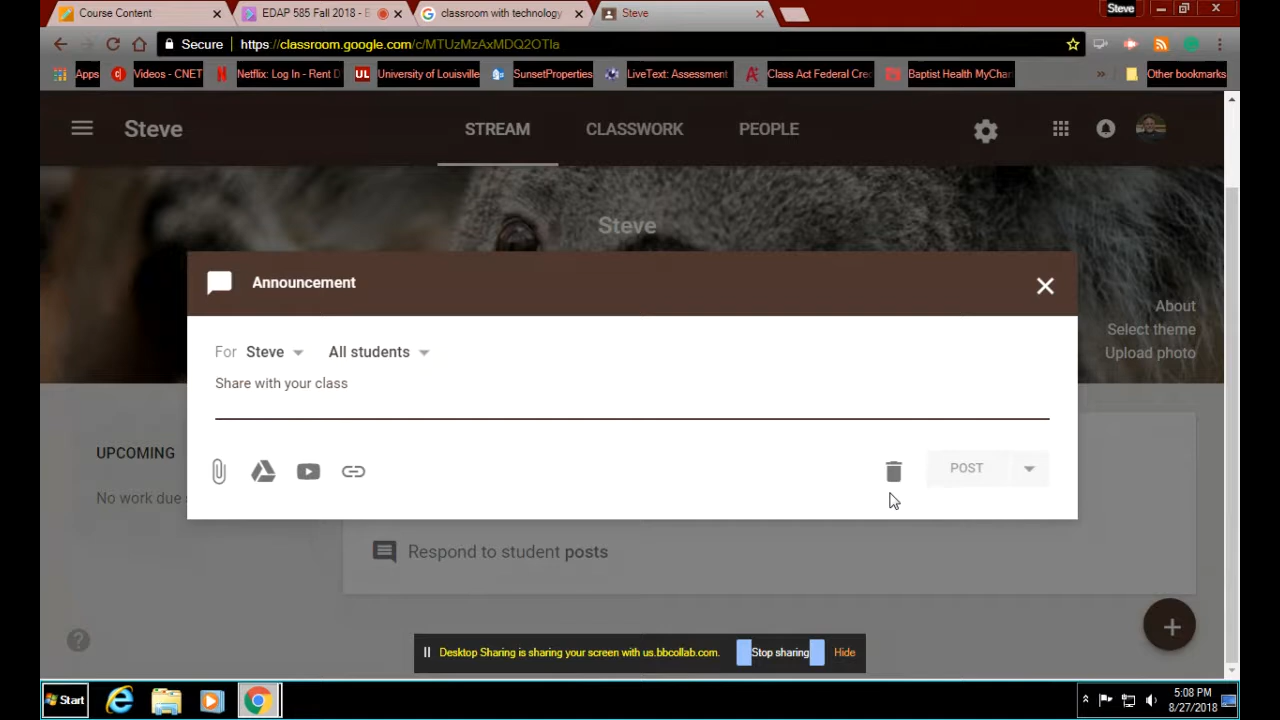 Course Content
EDAP 585 Fall 2018 - E
classroom with technology
Steve
Steve
Secure
https://classroom.google.com/c/MTUzMzAxMDQ2OTla
Apps
Videos - CNET
Netflix: Log In - Rent D
UL
University of Louisville
SunsetProperties
LiveText: Assessment
Class Act Federal Cred
Baptist Health MyChar
»
Other bookmarks
Steve
STREAM
CLASSWORK
PEOPLE
Steve
Announcement
About
Select theme
Upload photo
For Steve
All students
Share with your class
UPCOMING
No work due
POST
Respond to student posts
Desktop Sharing is sharing your screen with us.bbcollab.com.
Stop sharing
Hide
Start
5:08 PM
8/27/2018